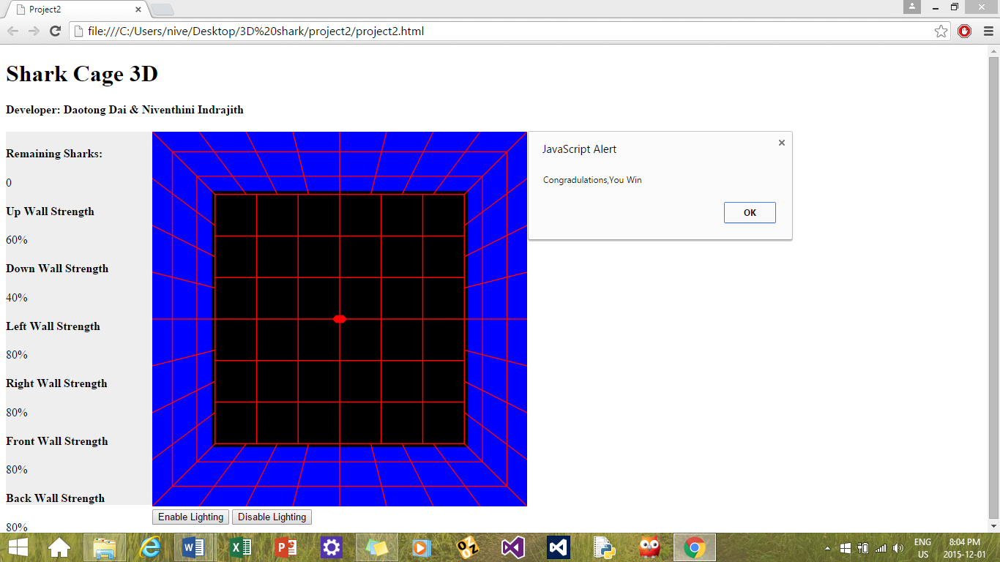 Project2
file:///C:/Users/nive/Desktop/3D%20shark/project2/project2.html
Shark Cage 3D
Developer: Daotong Dai & Niventhini Indrajith
Remaining Sharks:
0
Up Wall Strength
60%
Down Wall Strength
40%
Left Wall Strength
80%
Right Wall Strength
80%
Front Wall Strength
80%
Back Wall Strength
80%
JavaScript Alert
Congradulations,You Win
OK
Enable Lighting Disable Lighting
ENG 8:04 PM
US 2015-12-01